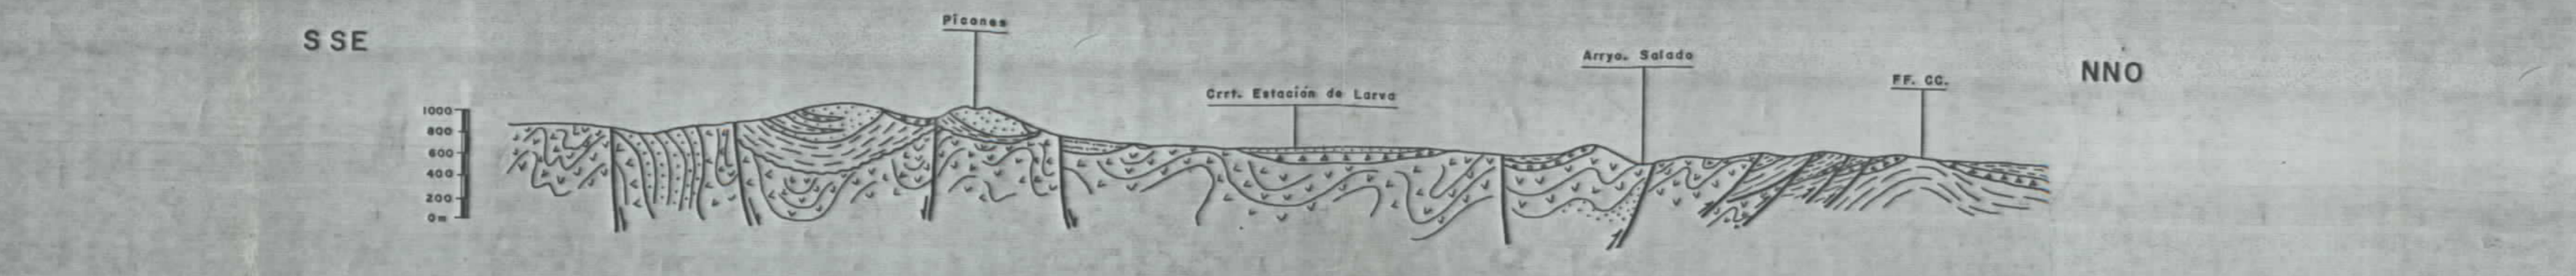 Picones
S SE
Arryo. Salado
NNO
FF. CC.
Crrt. Estación de Larva
1000
800
600
400
200
0m